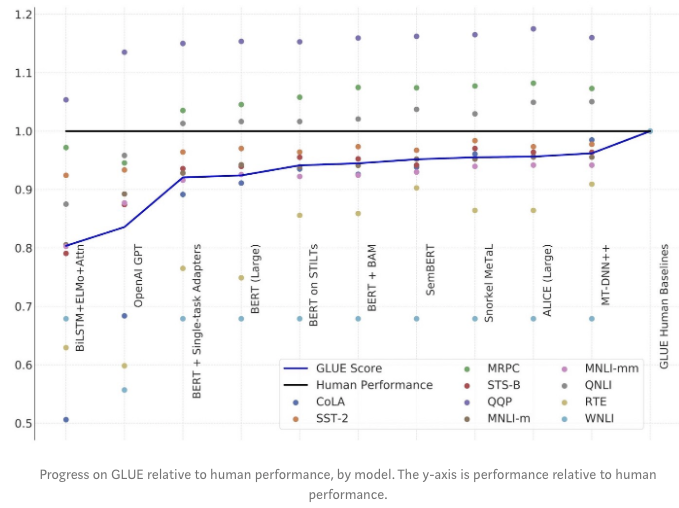 1.2
1.1
1.0
0.9
0.8
0.7
0.6
0.5
BiLSTM+ELMo+Attn
OpenAI GPT
BERT + Single-task Adapters
BERT (Large)
BERT on STILTs
BERT + BAM
SemBERT
Snorkel MeTaL
ALICE (Large)
MT-DNN++
GLUE Human Baselines
GLUE Score
Human Performance
CoLA
SST-2
MRPC
STS-B
QQP
MNLI-m
MNLI-mm
QNLI
RTE
WNLI
Progress on GLUE relative to human performance, by model. The y-axis is performance relative to human
performance.